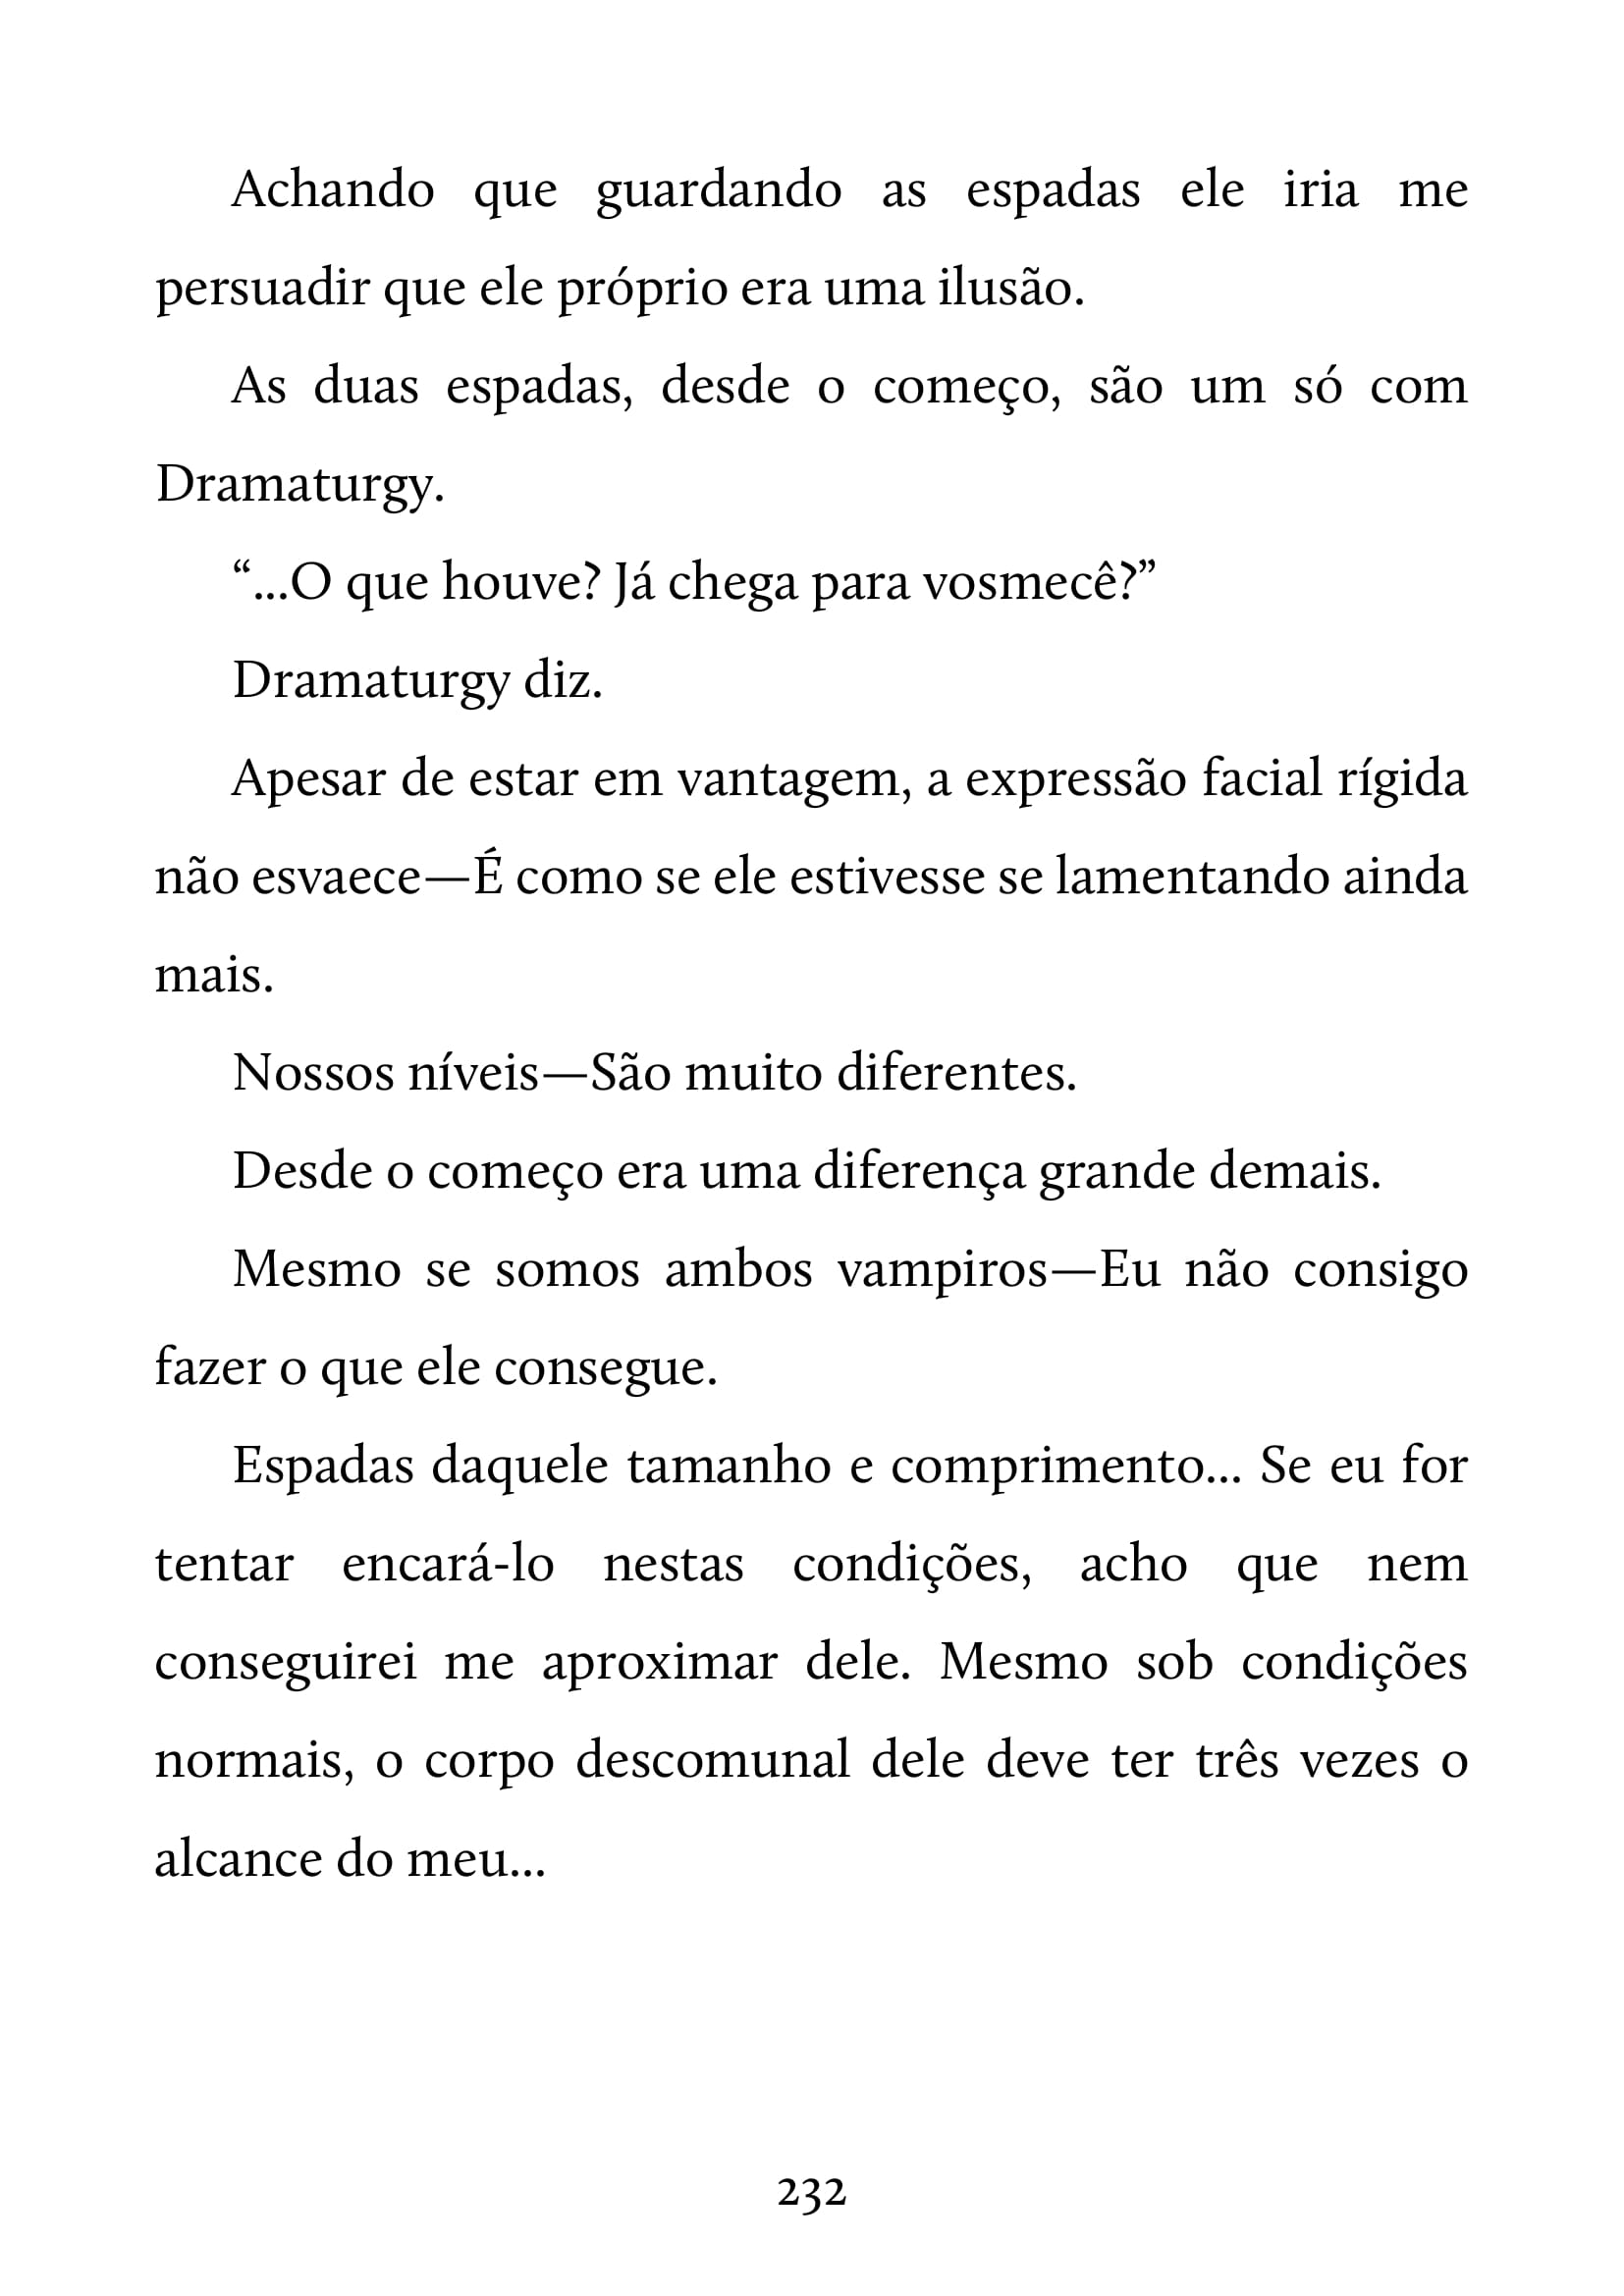 Achando que guardando as espadas ele iria me
persuadir que ele próprio era uma ilusão.
As duas espadas, desde o começo, são um só com
Dramaturgy.
“...O que houve? Já chega para vosmecê?”
Dramaturgy diz.
Apesar de estar em vantagem, a expressão facial rígida
não esvaece—É como se ele estivesse se lamentando ainda
mais.
Nossos níveis—São muito diferentes.
Desde o começo era uma diferença grande demais.
Mesmo se somos ambos vampiros—Eu não consigo
fazer o que ele consegue.
Espadas daquele tamanho e comprimento... Se eu for
tentar encará-lo nestas condições, acho que nem
conseguirei me aproximar dele. Mesmo sob condições
normais, o corpo descomunal dele deve ter três vezes o
alcance do meu...
232